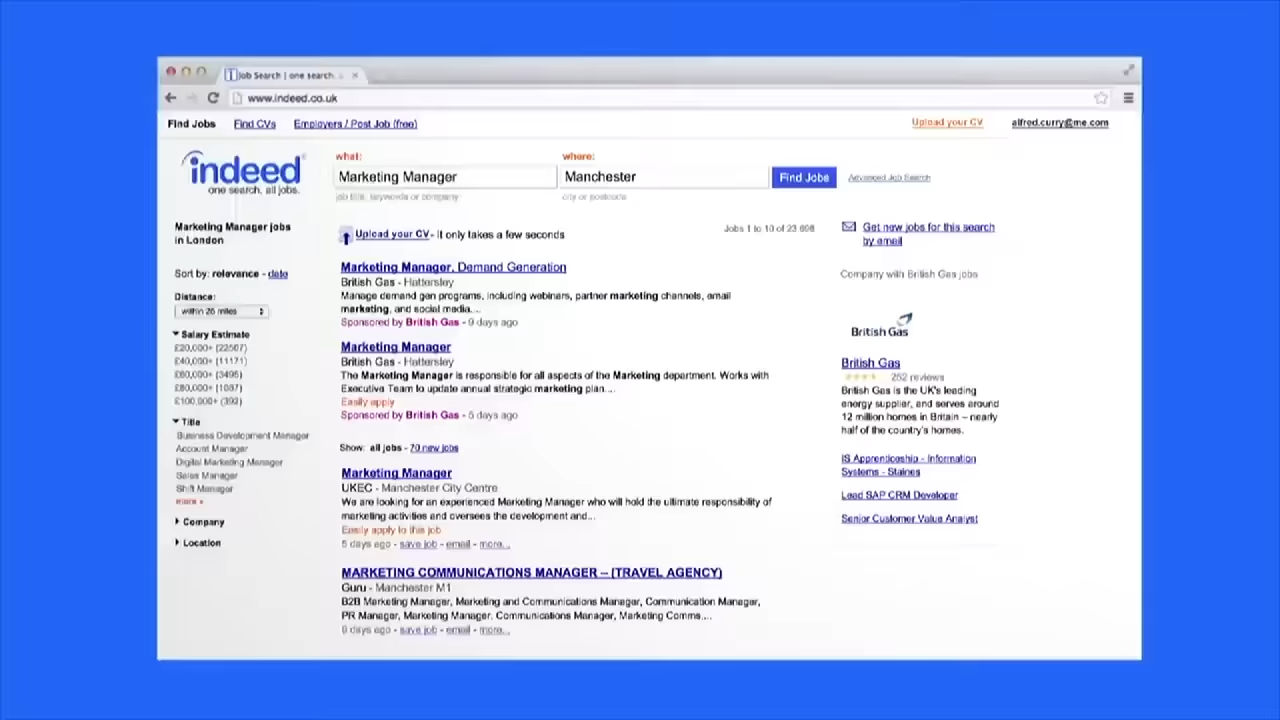 Job Search | one search.
www.indeed.co.uk
Find Jobs Find CVs Employers / Post Job (free) Upload your CV alfred.curry@me.com
indeed
one search. all jobs.
what:
Marketing Manager
job title, keywords or company
where:
Manchester
city or postcode
Find Jobs
Advanced Job Search
Marketing Manager jobs
in London
Sort by: relevance - date
Distance:
within 25 miles
Salary Estimate
£20,000+ (22507)
£40,000+ (11171)
£60,000+ (3495)
£80,000+ (1087)
£100,000+ (393)
Title
Business Development Manager
Account Manager
Digital Marketing Manager
Sales Manager
Shift Manager
more »
Company
Location
Upload your CV - It only takes a few seconds
Jobs 1 to 10 of 23 698
Marketing Manager, Demand Generation
British Gas - Hattersley
Manage demand gen programs, including webinars, partner marketing channels, email
marketing, and social media....
Sponsored by British Gas - 9 days ago
Marketing Manager
British Gas - Hattersley
The Marketing Manager is responsible for all aspects of the Marketing department. Works with
Executive Team to update annual strategic marketing plan....
Easily apply
Sponsored by British Gas - 5 days ago
Show: all jobs - 70 new jobs
Marketing Manager
UKEC - Manchester City Centre
We are looking for an experienced Marketing Manager who will hold the ultimate responsibility of
marketing activities and oversees the development and...
Easily apply to this job
5 days ago - save job - email - more...
MARKETING COMMUNICATIONS MANAGER – (TRAVEL AGENCY)
Guru - Manchester M1
B2B Marketing Manager, Marketing and Communications Manager, Communication Manager,
PR Manager, Marketing Manager, Communications Manager, Marketing Comms....
days ago - save job - email - more...
Get new jobs for this search
by email
Company with British Gas jobs
British Gas
British Gas
252 reviews
British Gas is the UK's leading
energy supplier, and serves around
12 million homes in Britain – nearly
half of the country's homes.
IS Apprenticeship - Information
Systems - Staines
Lead SAP CRM Developer
Senior Customer Value Analyst